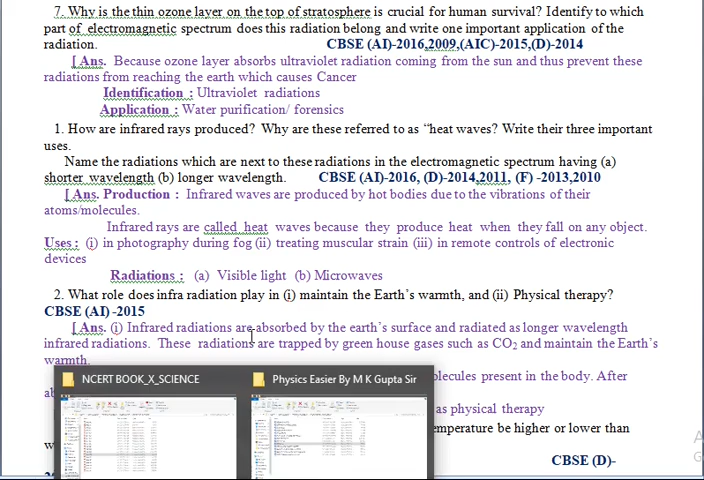 7. Why is the thin ozone layer on the top of stratosphere is crucial for human survival? Identify to which
part of electromagnetic spectrum does this radiation belong and write one important application of the
radiation. CBSE (AI)-2016,2009,(AIC)-2015,(D)-2014
[ Ans. Because ozone layer absorbs ultraviolet radiation coming from the sun and thus prevent these
radiations from reaching the earth which causes Cancer
Identification : Ultraviolet radiations
Application : Water purification/ forensics
1. How are infrared rays produced? Why are these referred to as “heat waves? Write their three important
uses.
Name the radiations which are next to these radiations in the electromagnetic spectrum having (a)
shorter wavelength (b) longer wavelength. CBSE (AI)-2016, (D)-2014,2011, (F) -2013,2010
[ Ans. Production : Infrared waves are produced by hot bodies due to the vibrations of their
atoms/molecules.
Infrared rays are called heat waves because they produce heat when they fall on any object.
Uses : (i) in photography during fog (ii) treating muscular strain (iii) in remote controls of electronic
devices
Radiations : (a) Visible light (b) Microwaves
2. What role does infra radiation play in (i) maintain the Earth’s warmth, and (ii) Physical therapy?
CBSE (AI) -2015
[ Ans. (i) Infrared radiations are absorbed by the earth’s surface and radiated as longer wavelength
infrared radiations. These radiations are trapped by green house gases such as CO₂ and maintain the Earth’s
warmth.
NCERT BOOK_X_SCIENCE Physics Easier By M K Gupta Sir
present in the body. After
as physical therapy
be higher or lower than
CBSE (D)-